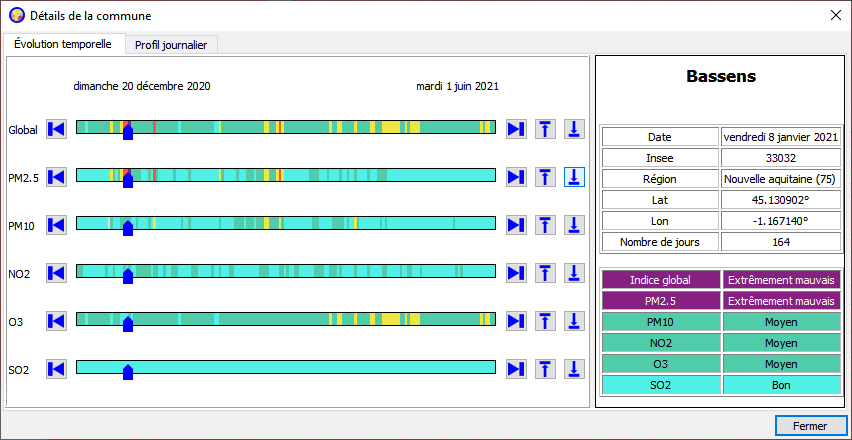 Détails de la commune
Évolution temporelle
Profil journalier
dimanche 20 décembre 2020
mardi 1 juin 2021
Global
PM2.5
PM10
NO2
O3
SO2
Bassens
Date vendredi 8 janvier 2021
Insee 33032
Région Nouvelle aquitaine (75)
Lat 45.130902°
Lon -1.167140°
Nombre de jours 164
Indice global Extrêmement mauvais
PM2.5 Extrêmement mauvais
PM10 Moyen
NO2 Moyen
O3 Moyen
SO2 Bon
Fermer